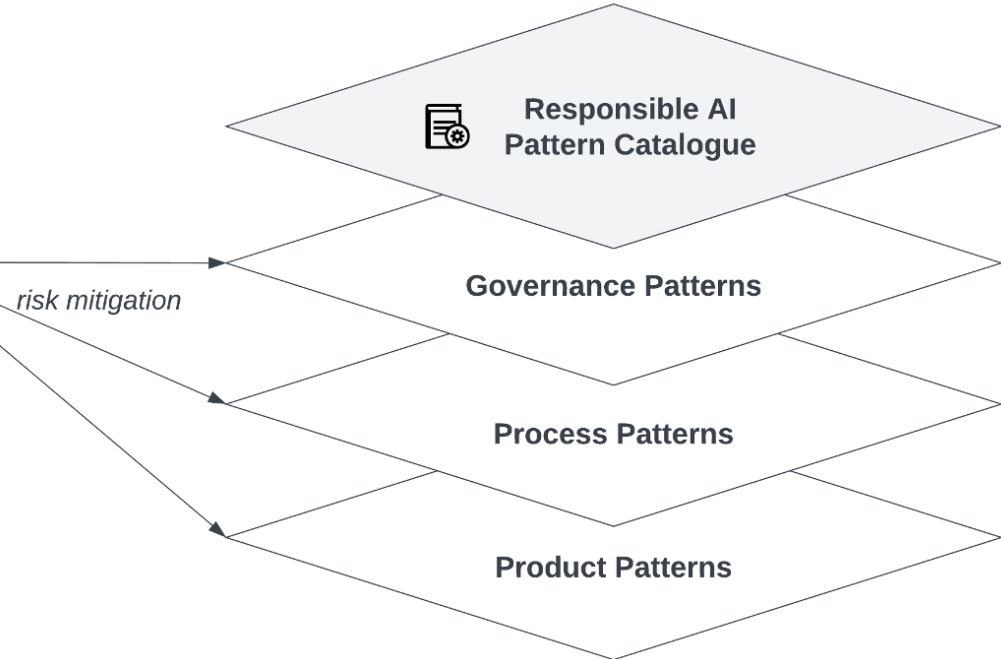 Responsible AI
Pattern Catalogue
Governance Patterns
risk mitigation
Process Patterns
Product Patterns